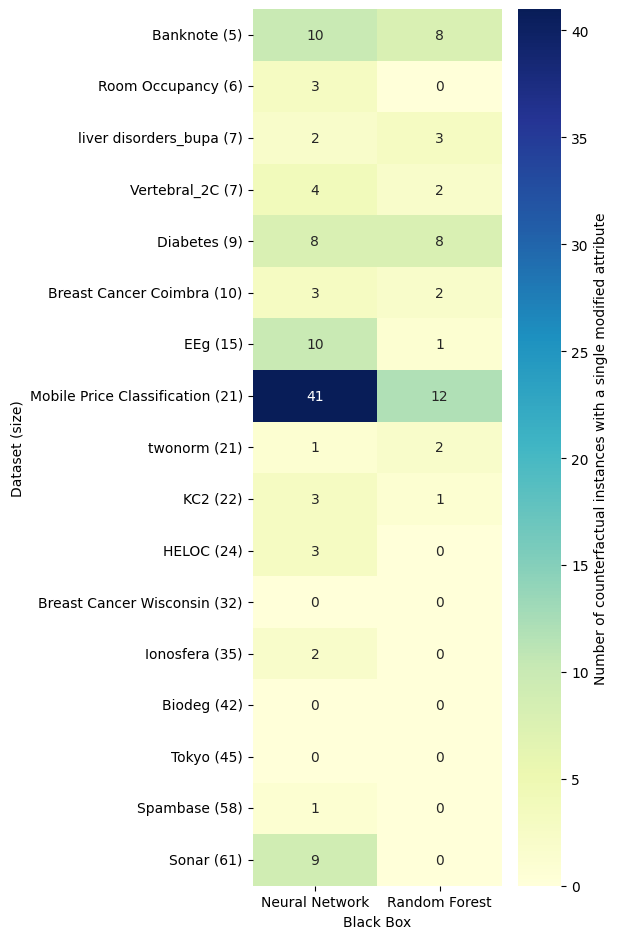 Dataset (size)
Banknote (5) 10 8
Room Occupancy (6) 3 0
liver disorders_bupa (7) 2 3
Vertebral_2C (7) 4 2
Diabetes (9) 8 8
Breast Cancer Coimbra (10) 3 2
EEg (15) 10 1
Mobile Price Classification (21) 41 12
twonorm (21) 1 2
KC2 (22) 3 1
HELOC (24) 3 0
Breast Cancer Wisconsin (32) 0 0
Ionosfera (35) 2 0
Biodeg (42) 0 0
Tokyo (45) 0 0
Spambase (58) 1 0
Sonar (61) 9 0
Neural Network Random Forest
Black Box
40
35
30
25
20
15
10
5
0
Number of counterfactual instances with a single modified attribute